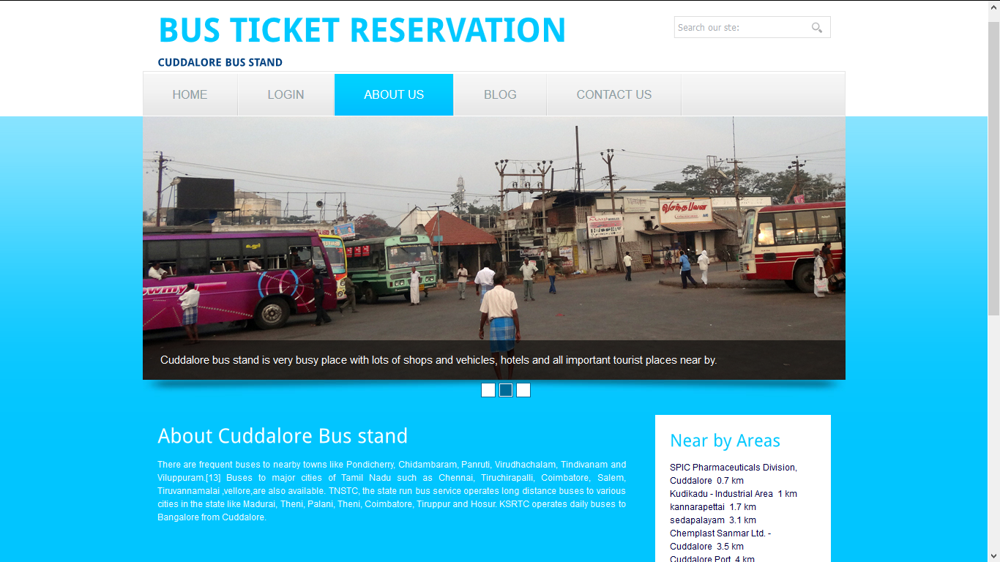 BUS TICKET RESERVATION
Search our ste:
CUDDALORE BUS STAND
HOME
LOGIN
ABOUT US
BLOG
CONTACT US
Cuddalore bus stand is very busy place with lots of shops and vehicles, hotels and all important tourist places near by.
About Cuddalore Bus stand
There are frequent buses to nearby towns like Pondicherry, Chidambaram, Panruti, Virudhachalam, Tindivanam and
Viluppuram.[13] Buses to major cities of Tamil Nadu such as Chennai, Tiruchirapalli, Coimbatore, Salem,
Tiruvannamalai ,vellore,are also available. TNSTC, the state run bus service operates long distance buses to various
cities in the state like Madurai, Theni, Palani, Theni, Coimbatore, Tiruppur and Hosur. KSRTC operates daily buses to
Bangalore from Cuddalore.
Near by Areas
SPIC Pharmaceuticals Division,
Cuddalore 0.7 km
Kudikadu - Industrial Area 1 km
kannarapettai 1.7 km
sedapalayam 3.1 km
Chemplast Sanmar Ltd. -
Cuddalore 3.5 km
Cuddalore Port 4 km